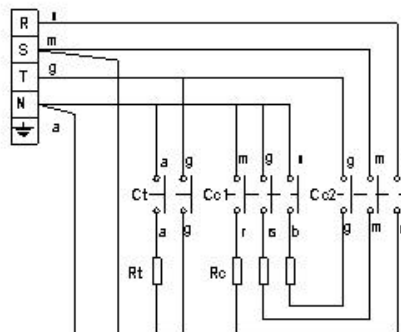 R
S m
T g
N
a
a g m g g m
Ct Cc1 Cc2
a g r s b g m
Rt Rc